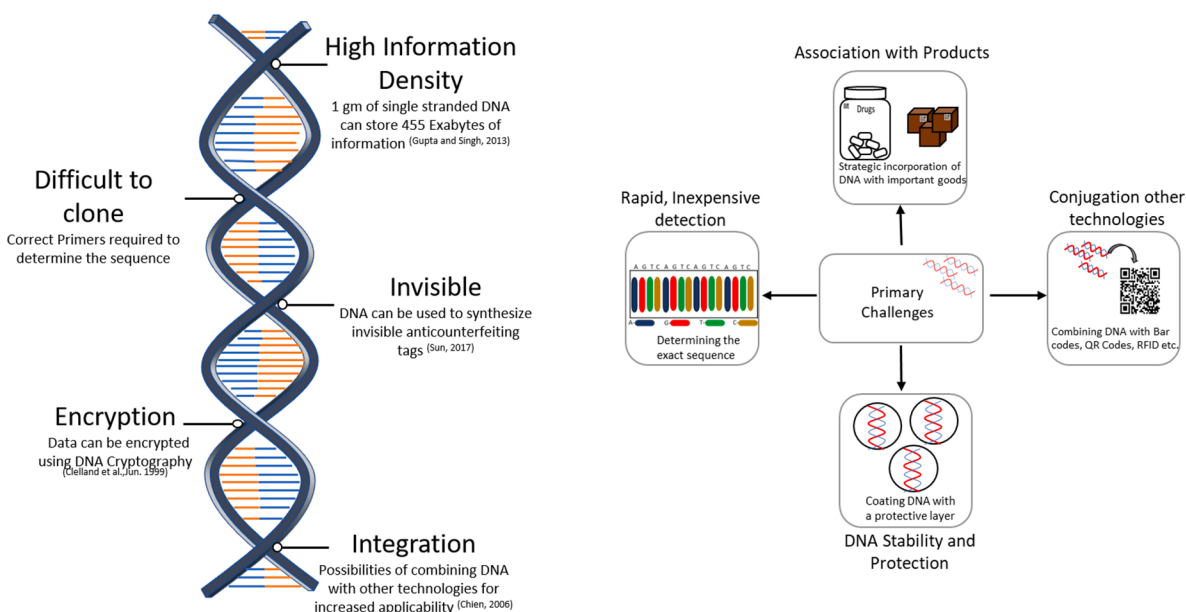 High Information
Density
1 gm of single stranded DNA
can store 455 Exabytes of
information (Gupta and Singh, 2013)
Difficult to
clone
Correct Primers required to
determine the sequence
Invisible
DNA can be used to synthesize
invisible anticounterfeiting
tags (Sun, 2017)
Encryption
Data can be encrypted
using DNA Cryptography
(Clelland et al.,Jun. 1999)
Integration
Possibilities of combining DNA
with other technologies for
increased applicability (Chien, 2006)
Association with Products
Drugs
Strategic incorporation of
DNA with important goods
Rapid, Inexpensive
detection
A G T C A G T C A G T C A G T C
A- G- T- C-
Determining the
exact sequence
Primary
Challenges
Conjugation other
technologies
Combining DNA with Bar
codes, QR Codes, RFID etc.
Coating DNA with
a protective layer
DNA Stability and
Protection